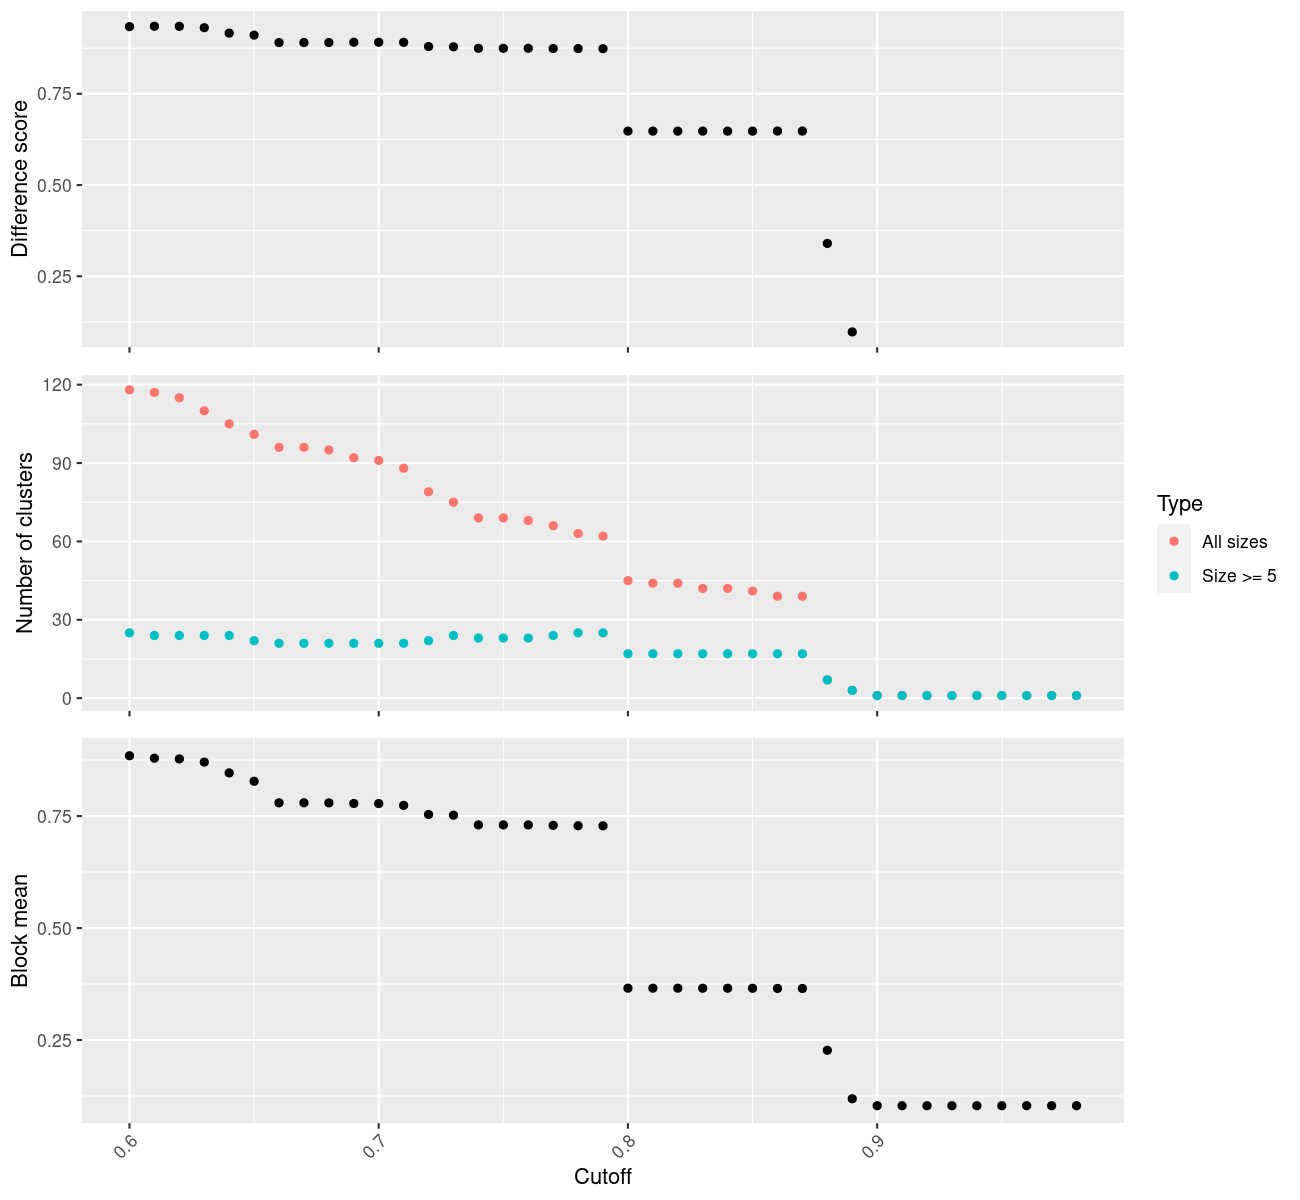 Difference score
0.75
0.50
0.25
Number of clusters
120
90
60
30
0
Type
All sizes
Size >= 5
Block mean
0.75
0.50
0.25
0.6
0.7
0.8
0.9
Cutoff